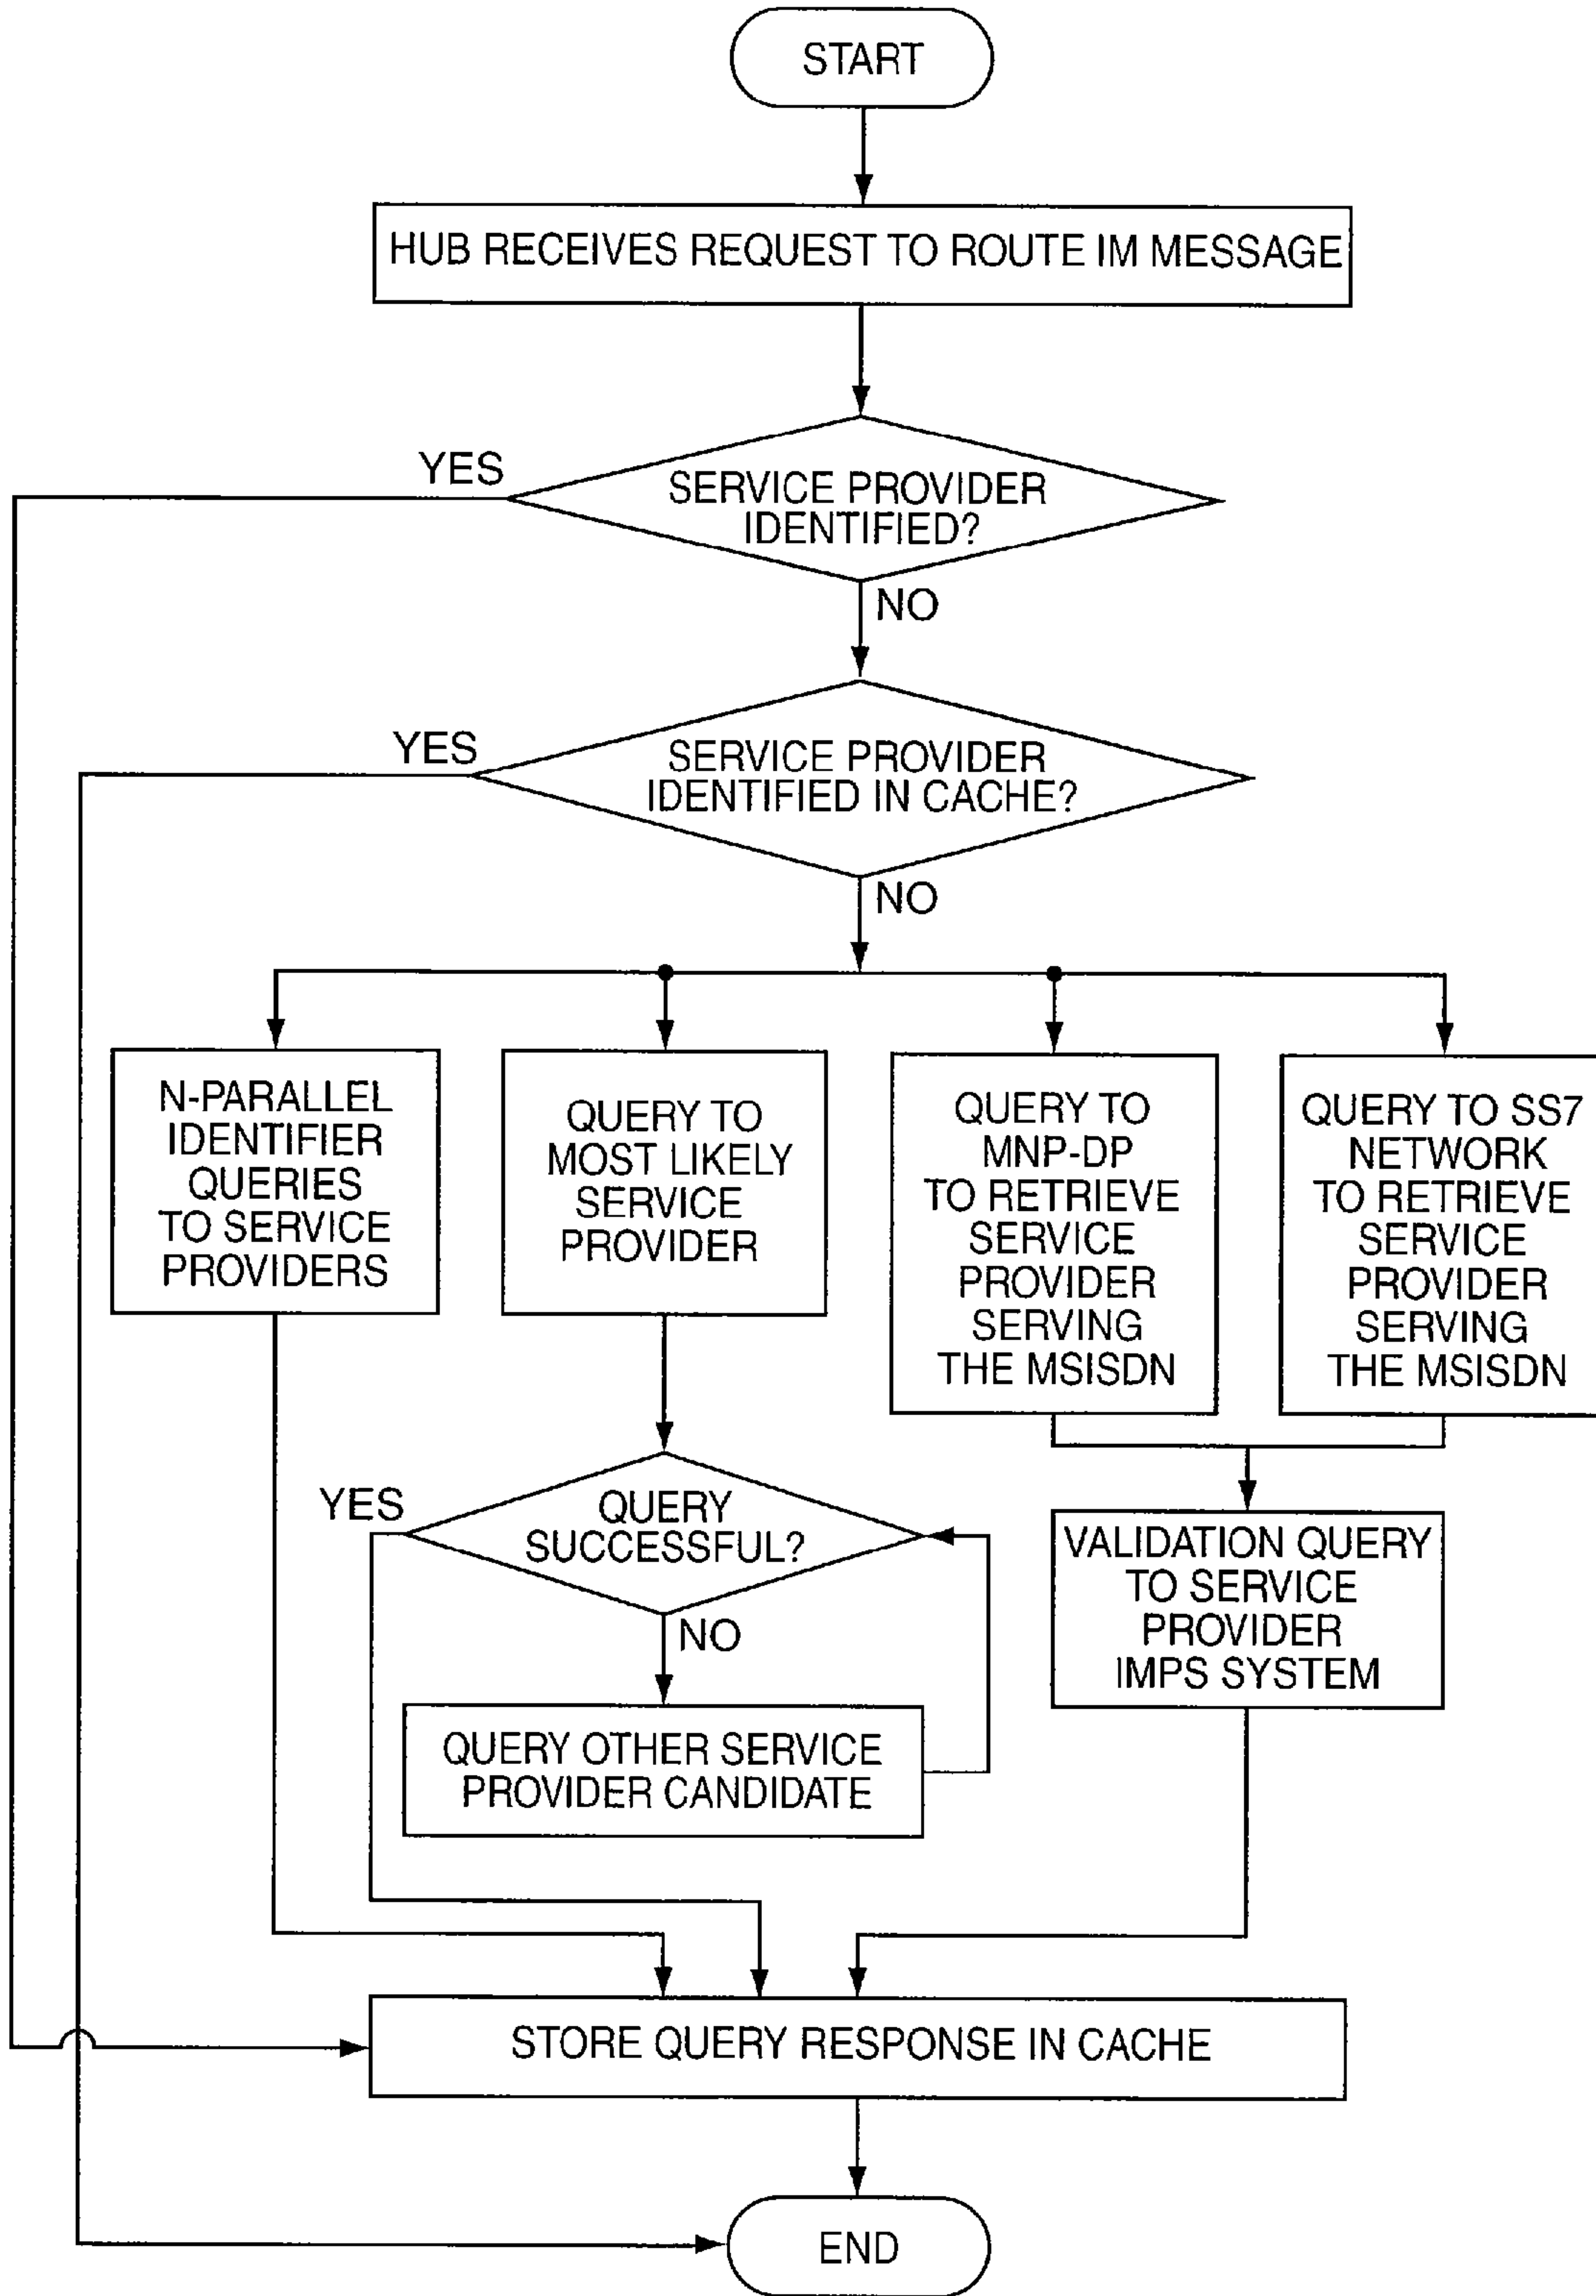 START
HUB RECEIVES REQUEST TO ROUTE IM MESSAGE
YES
SERVICE PROVIDER
IDENTIFIED?
NO
YES
SERVICE PROVIDER
IDENTIFIED IN CACHE?
NO
N-PARALLEL
IDENTIFIER
QUERIES
TO SERVICE
PROVIDERS
QUERY TO
MOST LIKELY
SERVICE
PROVIDER
QUERY TO
MNP-DP
TO RETRIEVE
SERVICE
PROVIDER
SERVING
THE MSISDN
QUERY TO SS7
NETWORK
TO RETRIEVE
SERVICE
PROVIDER
SERVING
THE MSISDN
YES
QUERY
SUCCESSFUL?
NO
VALIDATION QUERY
TO SERVICE
PROVIDER
IMPS SYSTEM
QUERY OTHER SERVICE
PROVIDER CANDIDATE
STORE QUERY RESPONSE IN CACHE
END